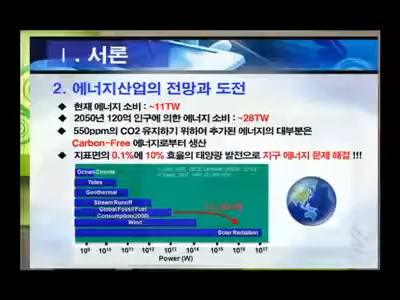 Ⅰ. 서론
2. 에너지산업의 전망과 도전
◆ 현재 에너지 소비 : ~11TW
◆ 2050년 120억 인구에 의한 에너지 소비 : ~28TW
◆ 550ppm의 CO2 유지하기 위하여 추가된 에너지의 대부분은
Carbon-Free 에너지로부터 생산
◆ 지표면의 0.1%에 10% 효율의 태양광 발전으로 지구 에너지 문제 해결 !!!
Ocean Climate
Tides
Geothermal
Stream Runoff
Global Fossil Fuel
Consumption(2000)
Wind
Solar Radiation
10⁹ 10¹⁰ 10¹¹ 10¹² 10¹³ 10¹⁴ 10¹⁵ 10¹⁶ 10¹⁷
Power (W)